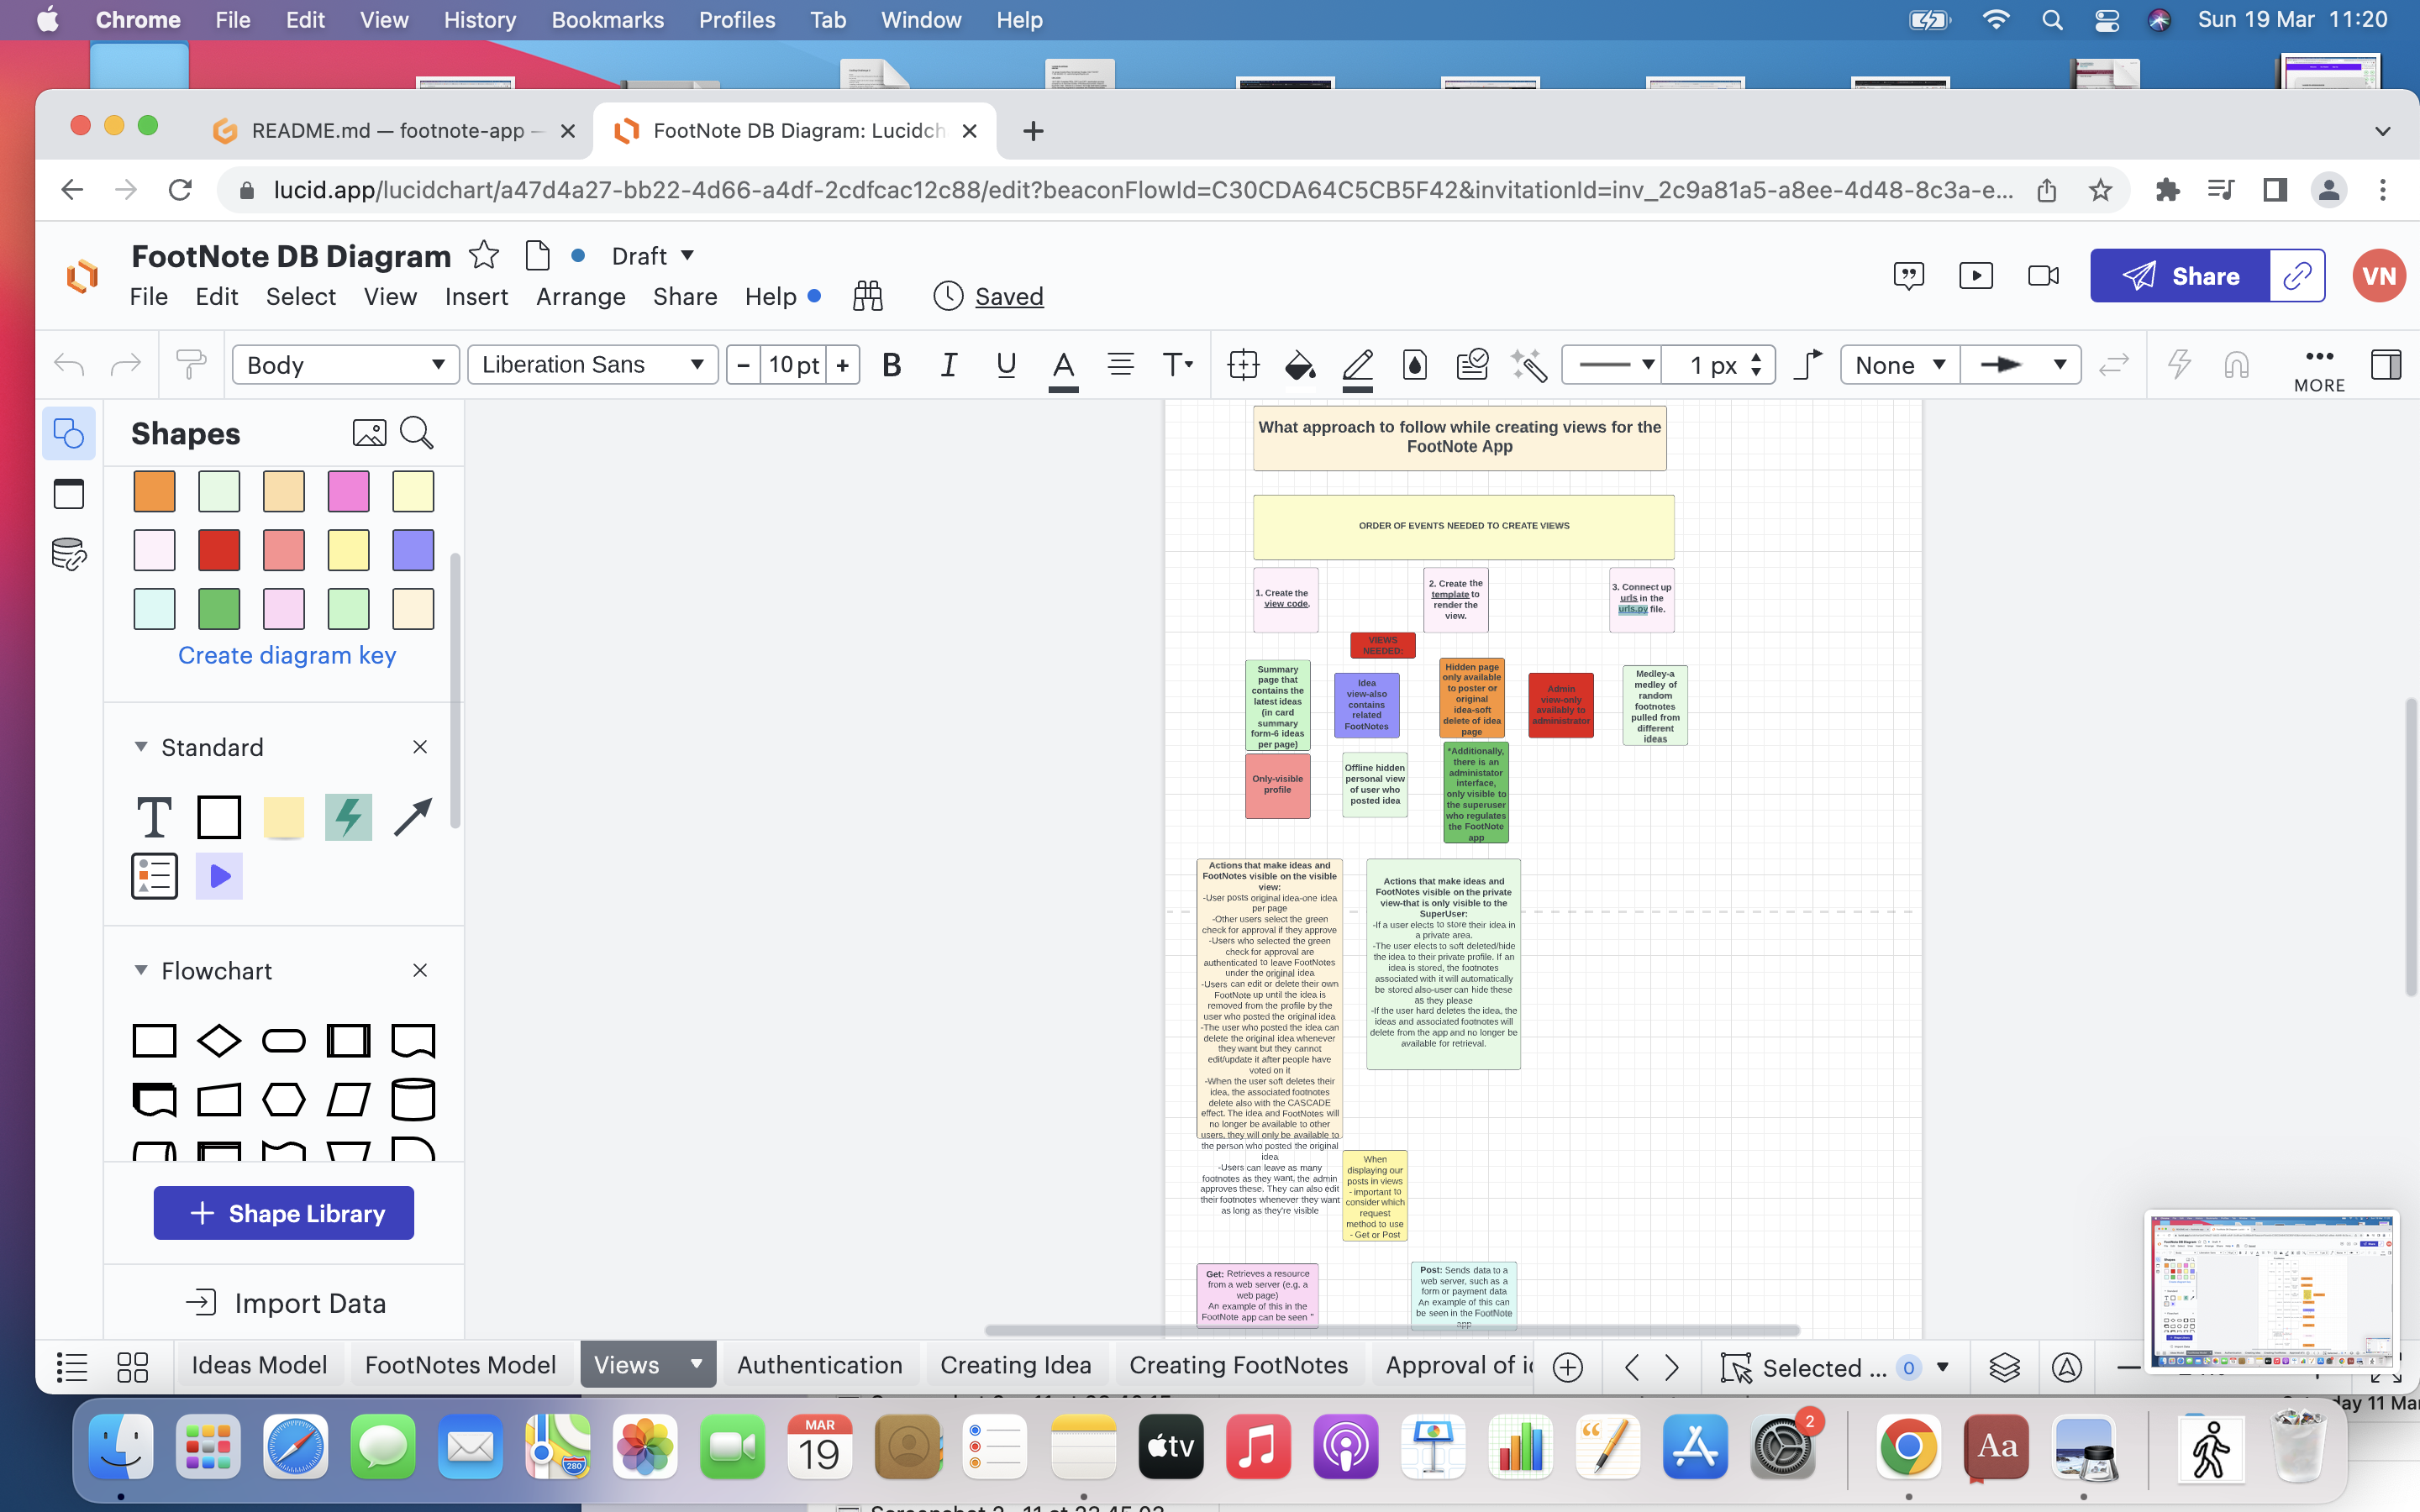 Chrome File Edit View History Bookmarks Profiles Tab Window Help Sun 19 Mar 11:20
README.md — footnote-app — FootNote DB Diagram: Lucidch
lucid.app/lucidchart/a47d4a27-bb22-4d66-a4df-2cdfcac12c88/edit?beaconFlowId=C30CDA64C5CB5F42&invitationId=inv_2c9a81a5-a8ee-4d48-8c3a-e...
FootNote DB Diagram Draft
File Edit Select View Insert Arrange Share Help Saved
Share
VN
Body Liberation Sans - 10 pt + B I U A T 1 px None MORE
Shapes
Create diagram key
Standard
T
Flowchart
+ Shape Library
Import Data
What approach to follow while creating views for the
FootNote App
ORDER OF EVENTS NEEDED TO CREATE VIEWS
1. Create the
view code.
2. Create the
template to
render the
view.
3. Connect up
urls in the
urls.py file.
VIEWS
NEEDED:
Summary
page that
contains the
latest ideas
(in card
summary
form-6 ideas
per page)
Idea
view-also
contains
related
FootNotes
Hidden page
only available
to poster or
original
idea-soft
delete of idea
page
Admin
view-only
availably to
administrator
Medley-a
medley of
random
footnotes
pulled from
different
ideas
Only-visible
profile
Offline hidden
personal view
of user who
posted idea
*Additionally,
there is an
administator
interface,
only visible to
the superuser
who regulates
the FootNote
app
Actions that make ideas and
FootNotes visible on the visible
view:
-User posts original idea-one idea
per page
-Other users select the green
check for approval if they approve
-Users who selected the green
check for approval are
authenticated to leave FootNotes
under the original idea
-Users can edit or delete their own
FootNote up until the idea is
removed from the profile by the
user who posted the original idea
-The user who posted the idea can
delete the original idea whenever
they want but they cannot
edit/update it after people have
voted on it
-When the user soft deletes their
idea, the associated footnotes
delete also with the CASCADE
effect. The idea and FootNotes will
no longer be available to other
users, they will only be available to
the person who posted the original
idea
-Users can leave as many
footnotes as they want, the admin
approves these. They can also edit
their footnotes whenever they want
as long as they're visible
Actions that make ideas and
FootNotes visible on the private
view-that is only visible to the
SuperUser:
-If a user elects to store their idea in
a private area.
-The user elects to soft deleted/hide
the idea to their private profile. If an
idea is stored, the footnotes
associated with it will automatically
be stored also-user can hide these
as they please
-If the user hard deletes the idea, the
ideas and associated footnotes will
delete from the app and no longer be
available for retrieval.
When
displaying our
posts in views
- important to
consider which
request
method to use
- Get or Post
Get: Retrieves a resource
from a web server (e.g. a
web page)
An example of this in the
FootNote app can be seen "
Post: Sends data to a
web server, such as a
form or payment data
An example of this can
be seen in the FootNote
app
Ideas Model FootNotes Model Views Authentication Creating Idea Creating FootNotes Approval of ic Selected ... 0
day 11 Mar
MAR
19
280
tv
2
Aa